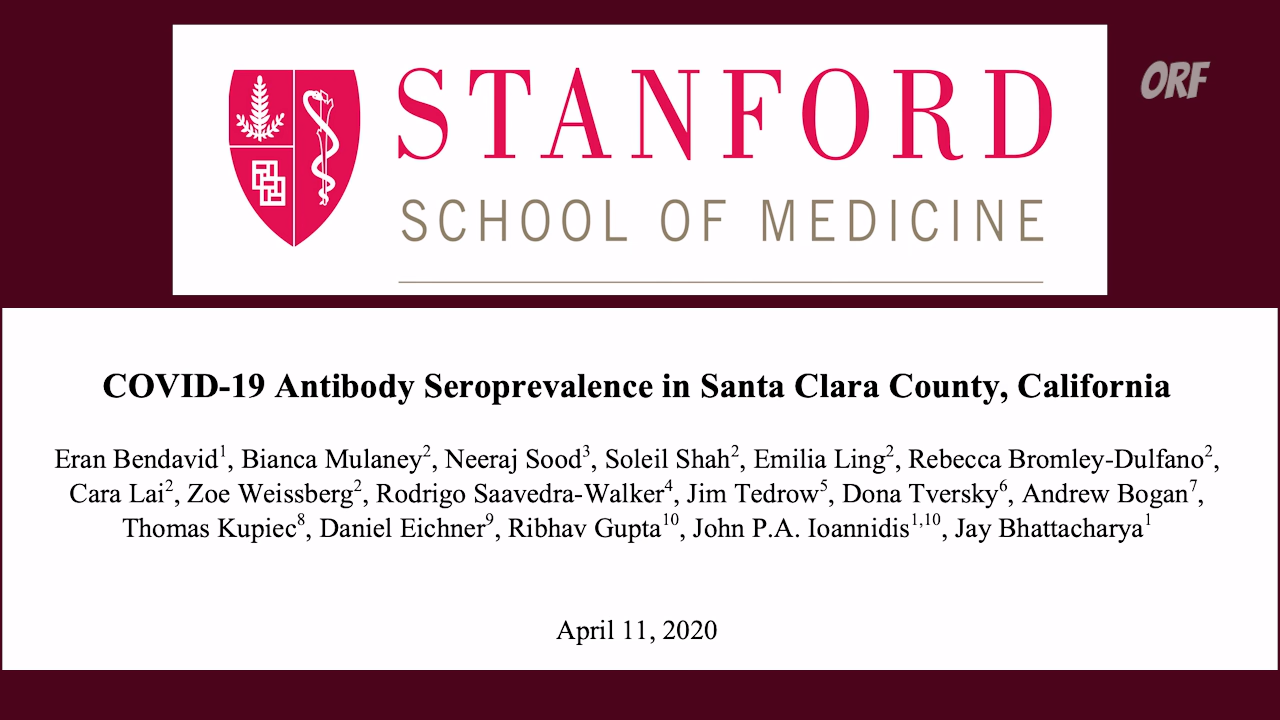 STANFORD
SCHOOL OF MEDICINE
ORF
COVID-19 Antibody Seroprevalence in Santa Clara County, California
Eran Bendavid1, Bianca Mulaney2, Neeraj Sood3, Soleil Shah2, Emilia Ling2, Rebecca Bromley-Dulfano2,
Cara Lai2, Zoe Weissberg2, Rodrigo Saavedra-Walker4, Jim Tedrow5, Dona Tversky6, Andrew Bogan7,
Thomas Kupiec8, Daniel Eichner9, Ribhav Gupta10, John P.A. Ioannidis1,10, Jay Bhattacharya1
April 11, 2020